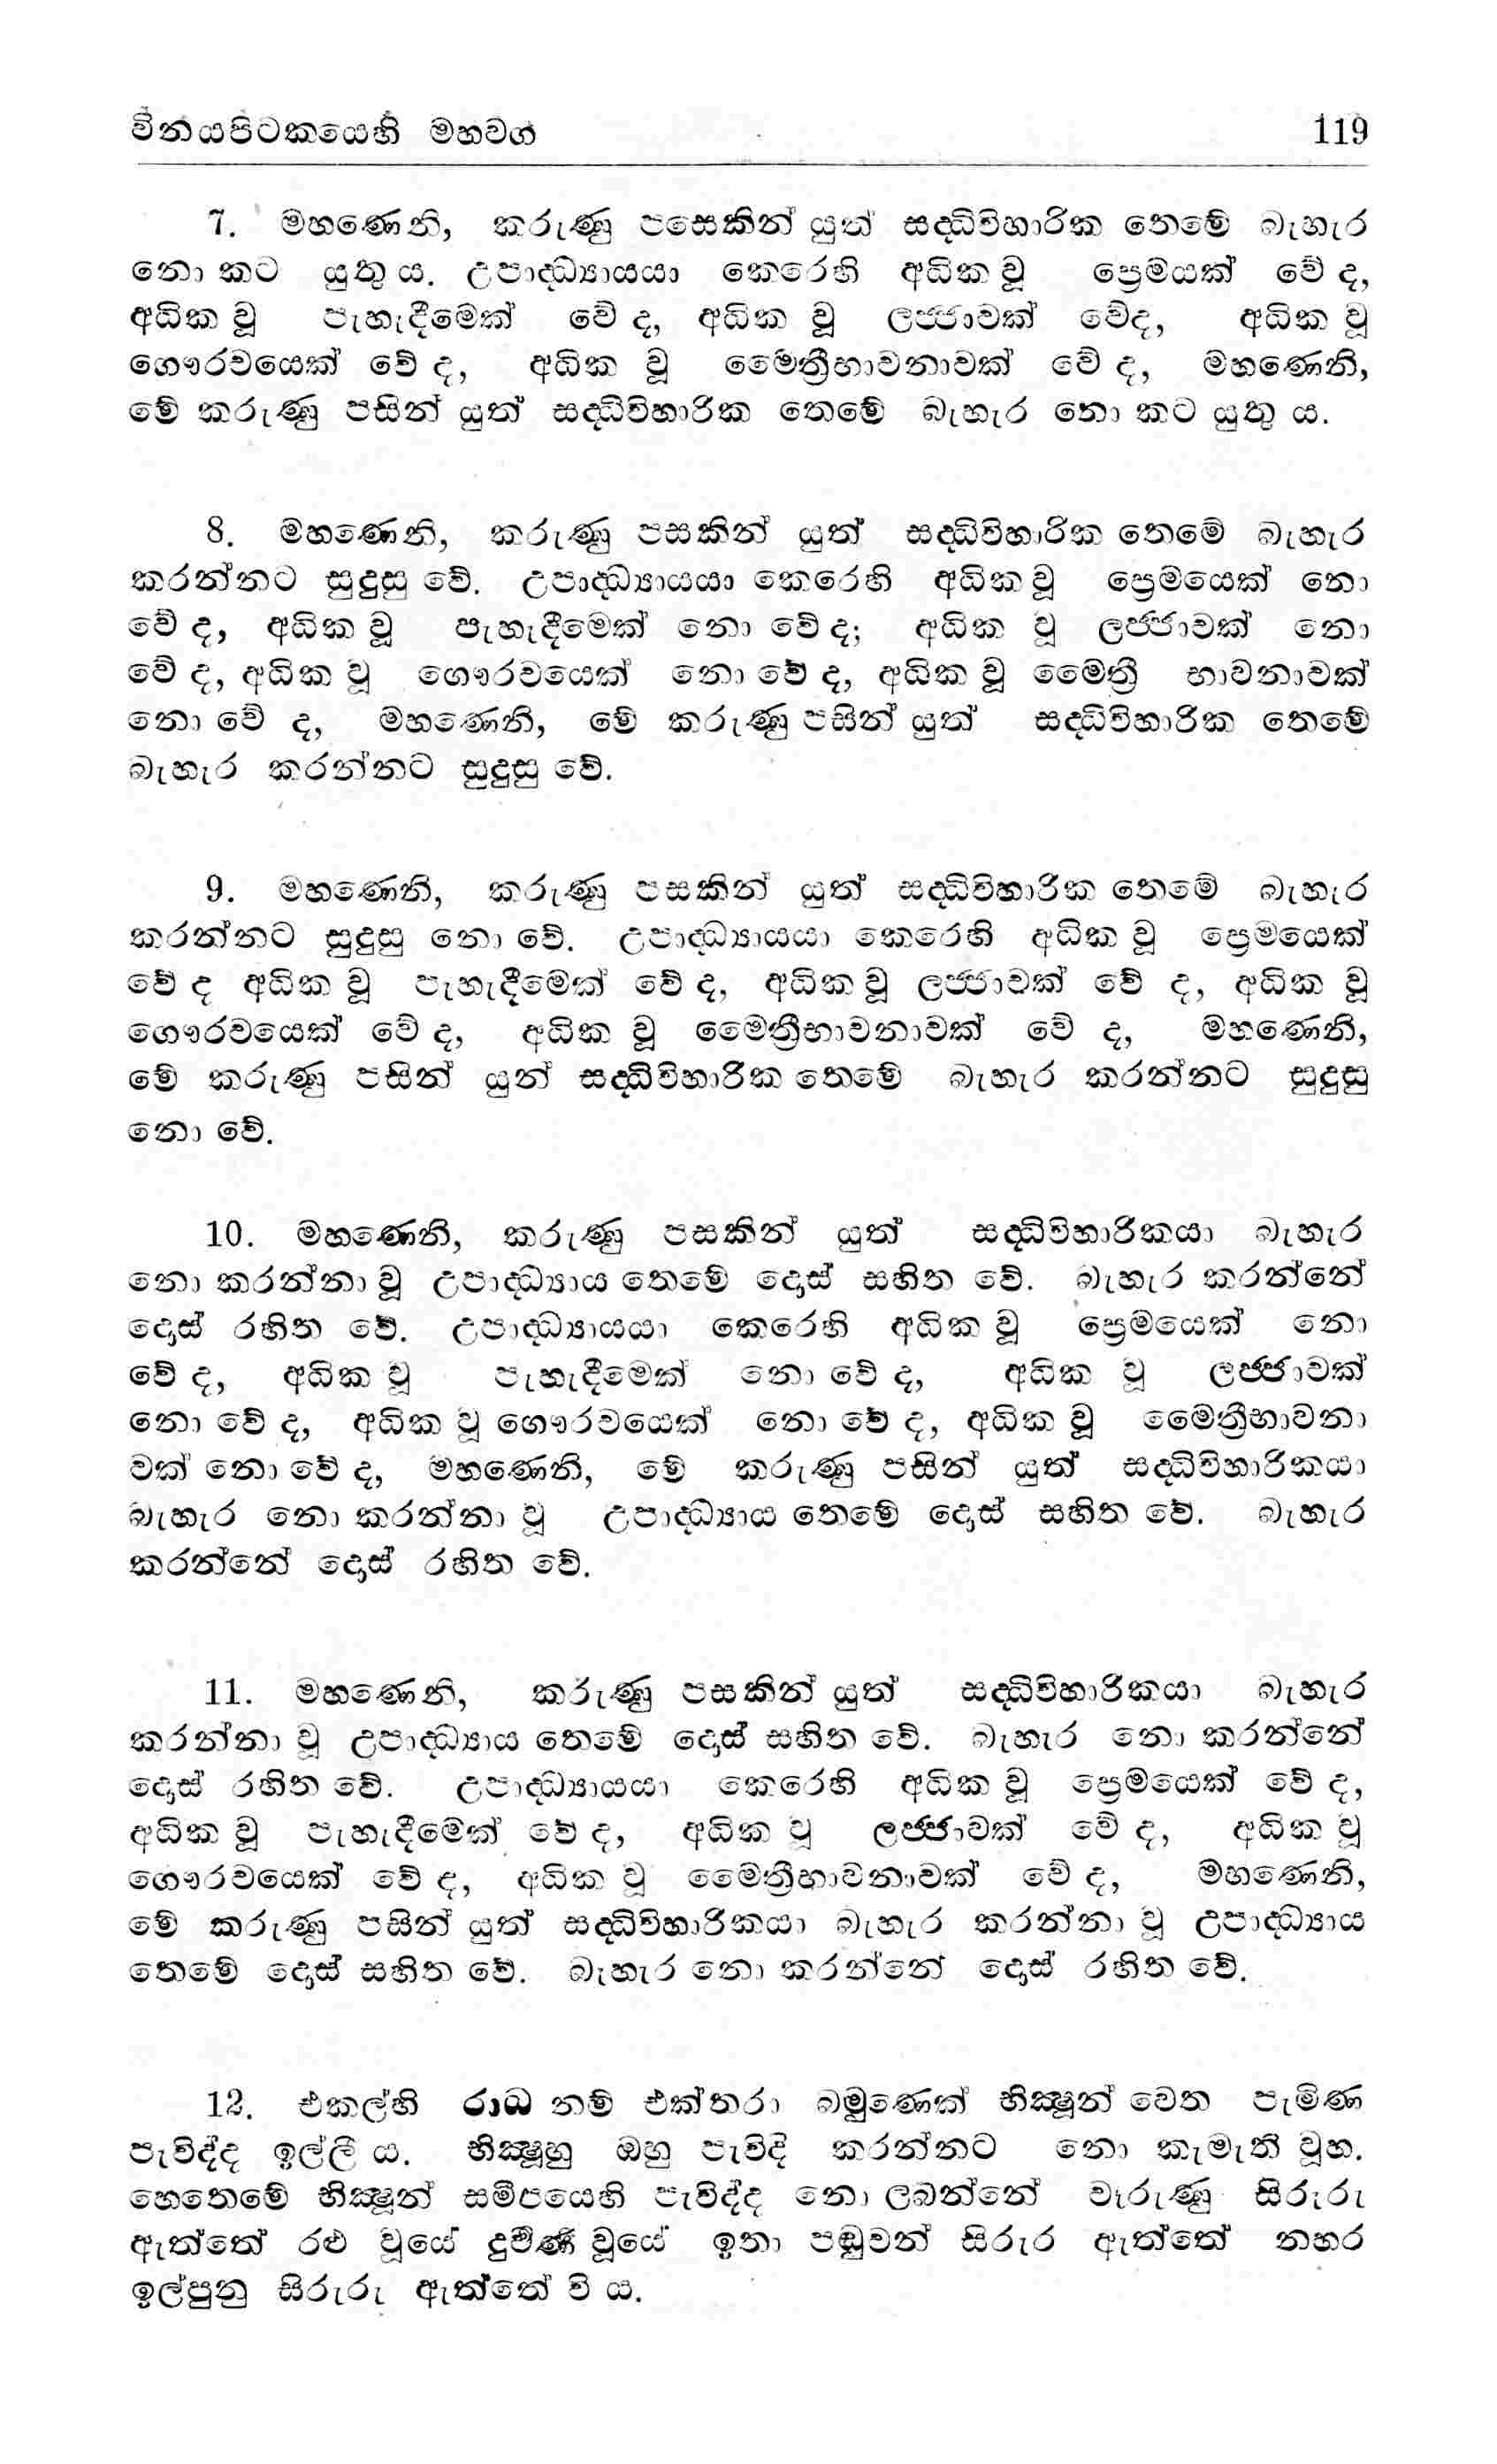 විනයපිටකයෙහි මහවග 119
7. මහණෙනි, කරුණු පසෙකින් යුත් සද්ධිවිහාරික තෙමේ බැහැර
නො කට යුතු ය. උපාද්ධ්‍යායයා කෙරෙහි අධික වූ ප්‍රෙමයක් වේ ද,
අධික වූ පැහැදීමෙක් වේ ද, අධික වූ ලජ්ජාවක් වේද, අධික වූ
ගෞරවයෙක් වේ ද, අධික වූ මෛත්‍රීභාවනාවක් වේ ද, මහණෙනි,
මේ කරුණු පසින් යුත් සද්ධිවිහාරික තෙමේ බැහැර නො කට යුතු ය.
8. මහණෙනි, කරුණු පසකින් යුත් සද්ධිවිහාරික තෙමේ බැහැර
කරන්නට සුදුසු වේ. උපාද්ධ්‍යායයා කෙරෙහි අධික වූ ප්‍රෙමයෙක් නො
වේ ද, අධික වූ පැහැදීමෙක් නො වේ ද; අධික වූ ලජ්ජාවක් නො
වේ ද, අධික වූ ගෞරවයෙක් නො වේ ද, අධික වූ මෛත්‍රී භාවනාවක්
නො වේ ද, මහණෙනි, මේ කරුණු පසින් යුත් සද්ධිවිහාරික තෙමේ
බැහැර කරන්නට සුදුසු වේ.
9. මහණෙනි, කරුණු පසකින් යුත් සද්ධිවිහාරික තෙමේ බැහැර
කරන්නට සුදුසු නො වේ. උපාද්ධ්‍යායයා කෙරෙහි අධික වූ ප්‍රෙමයෙක්
වේ ද අධික වූ පැහැදීමෙක් වේ ද, අධික වූ ලජ්ජාවක් වේ ද, අධික වූ
ගෞරවයෙක් වේ ද, අධික වූ මෛත්‍රීභාවනාවක් වේ ද, මහණෙනි,
මේ කරුණු පසින් යුත් සද්ධිවිහාරික තෙමේ බැහැර කරන්නට සුදුසු
නො වේ.
10. මහණෙනි, කරුණු පසකින් යුත් සද්ධිවිහාරිකයා බැහැර
නො කරන්නා වූ උපාද්ධ්‍යාය තෙමේ දොස් සහිත වේ. බැහැර කරන්නේ
දොස් රහිත වේ. උපාද්ධ්‍යායයා කෙරෙහි අධික වූ ප්‍රෙමයෙක් නො
වේ ද, අධික වූ පැහැදීමෙක් නො වේ ද, අධික වූ ලජ්ජාවක්
නො වේ ද, අධික වූ ගෞරවයෙක් නො වේ ද, අධික වූ මෛත්‍රීභාවනා
වක් නො වේ ද, මහණෙනි, මේ කරුණු පසින් යුත් සද්ධිවිහාරිකයා
බැහැර නො කරන්නා වූ උපාද්ධ්‍යාය තෙමේ දොස් සහිත වේ. බැහැර
කරන්නේ දොස් රහිත වේ.
11. මහණෙනි, කරුණු පසකින් යුත් සද්ධිවිහාරිකයා බැහැර
කරන්නා වූ උපාද්ධ්‍යාය තෙමේ දොස් සහිත වේ. බැහැර නො කරන්නේ
දොස් රහිත වේ. උපාද්ධ්‍යායයා කෙරෙහි අධික වූ ප්‍රෙමයෙක් වේ ද,
අධික වූ පැහැදීමෙක් වේ ද, අධික වූ ලජ්ජාවක් වේ ද, අධික වූ
ගෞරවයෙක් වේ ද, අධික වූ මෛත්‍රීභාවනාවක් වේ ද, මහණෙනි,
මේ කරුණු පසින් යුත් සද්ධිවිහාරිකයා බැහැර කරන්නා වූ උපාද්ධ්‍යාය
තෙමේ දොස් සහිත වේ. බැහැර නො කරන්නේ දොස් රහිත වේ.
12. එකල්හි රාධ නම් එක්තරා බමුණෙක් භික්‍ෂූන් වෙත පැමිණ
පැවිද්ද ඉල්ලී ය. භික්‍ෂූහු ඔහු පැවිදි කරන්නට නො කැමැති වූහ.
හෙතෙමේ භික්‍ෂූන් සමීපයෙහි පැවිද්ද නො ලබන්නේ වෑරුණු සිරුරු
ඇත්තේ රළු වූයේ දුර්‍වණ වූයේ ඉතා පඬුවන් සිරුර ඇත්තේ නහර
ඉල්පුනු සිරුරු ඇත්තේ වි ය.